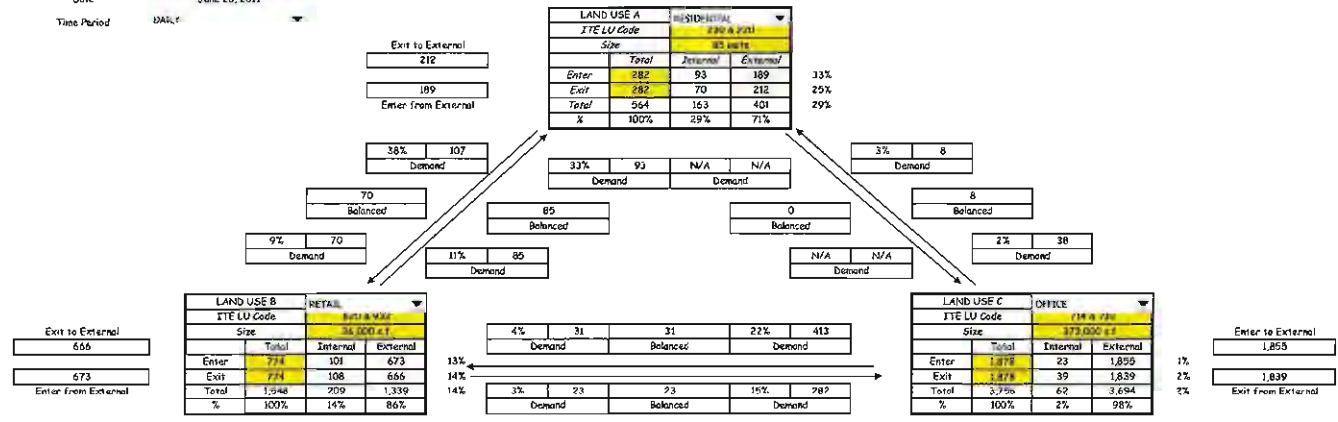 Time Period DAILY
LAND USE A RESIDENTIAL
ITE LU Code
Size 85 units
Total Internal External
Enter 282 93 189 33%
Exit 282 70 212 25%
Total 564 163 401 29%
% 100% 29% 71%
Exit to External
212
189
Enter from External
38% 107
Demand
33% 93 N/A N/A
Demand Demand
3% 8
Demand
70
Balanced
85
Balanced
0
Balanced
8
Balanced
9% 70
Demand
11% 85
Demand
N/A N/A
Demand
2% 38
Demand
LAND USE B RETAIL
ITE LU Code
Size 36,000 s.f.
Total Internal External
Enter 774 101 673 13%
Exit 774 108 666 14%
Total 1,548 209 1,339 14%
% 100% 14% 86%
Exit to External
666
673
Enter from External
4% 31 31 22% 413
Demand Balanced Demand
3% 23 23 15% 282
Demand Balanced Demand
LAND USE C OFFICE
ITE LU Code
Size
Total Internal External
Enter 1,878 23 1,855 1%
Exit 1,878 39 1,839 2%
Total 3,756 62 3,694 2%
% 100% 2% 98%
Enter to External
1,855
1,839
Exit from External